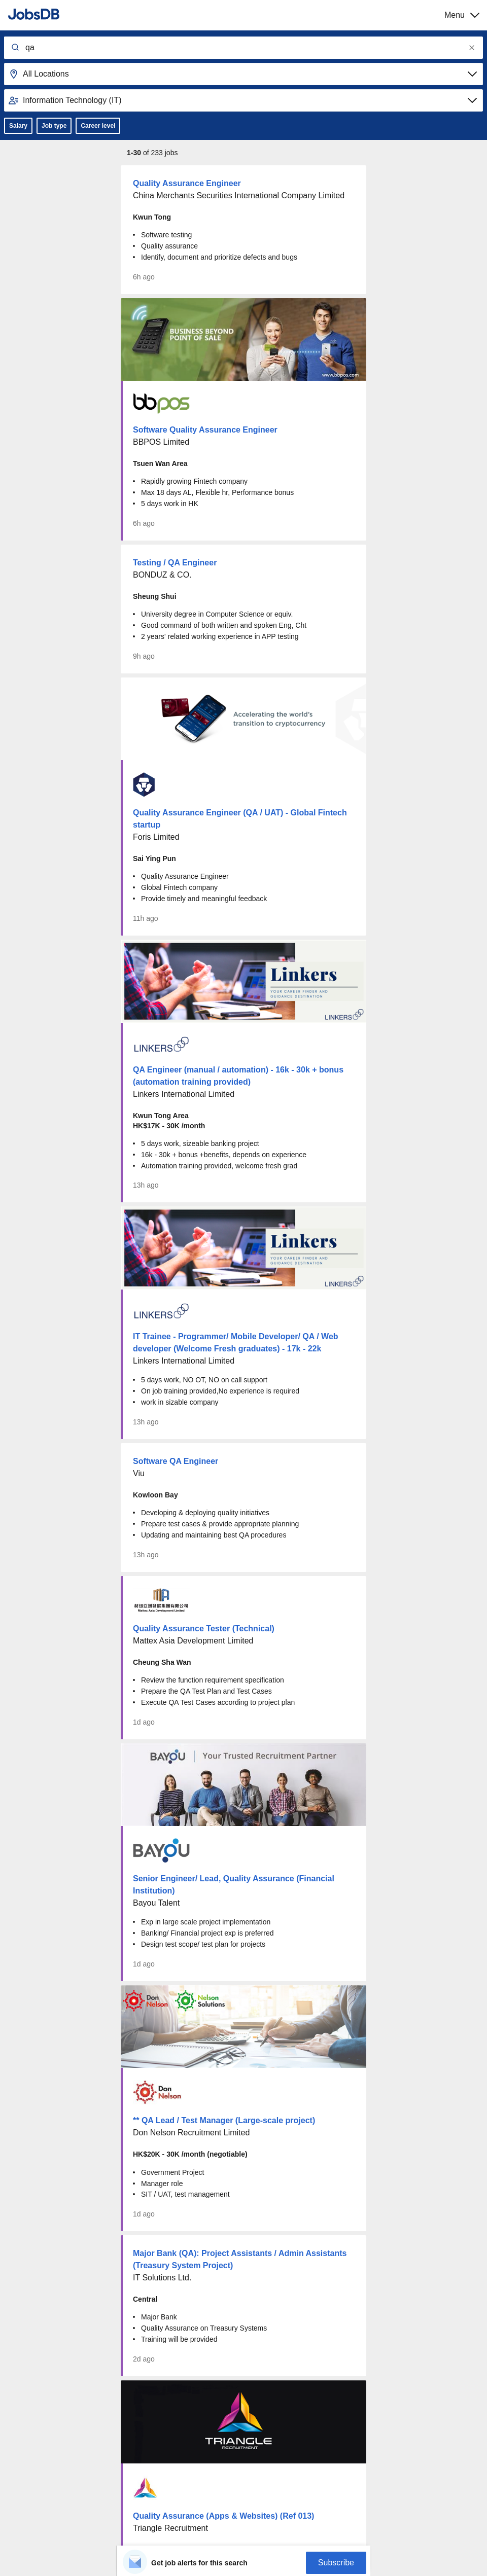 JobsDB
Menu
qa
All Locations
Information Technology (IT)
Salary
Job type
Career level
1-30 of 233 jobs
Quality Assurance Engineer
China Merchants Securities International Company Limited
Kwun Tong
• Software testing
• Quality assurance
• Identify, document and prioritize defects and bugs
6h ago
BUSINESS BEYOND
POINT OF SALE
www.bbpos.com
bbpos
Software Quality Assurance Engineer
BBPOS Limited
Tsuen Wan Area
• Rapidly growing Fintech company
• Max 18 days AL, Flexible hr, Performance bonus
• 5 days work in HK
6h ago
Testing / QA Engineer
BONDUZ & CO.
Sheung Shui
• University degree in Computer Science or equiv.
• Good command of both written and spoken Eng, Cht
• 2 years' related working experience in APP testing
9h ago
Accelerating the world's
transition to cryptocurrency
Quality Assurance Engineer (QA / UAT) - Global Fintech
startup
Foris Limited
Sai Ying Pun
• Quality Assurance Engineer
• Global Fintech company
• Provide timely and meaningful feedback
11h ago
Linkers
YOUR CAREER FINDER AND
GUIDANCE DESTINATION
LINKERS
LINKERS
QA Engineer (manual / automation) - 16k - 30k + bonus
(automation training provided)
Linkers International Limited
Kwun Tong Area
HK$17K - 30K /month
• 5 days work, sizeable banking project
• 16k - 30k + bonus +benefits, depends on experience
• Automation training provided, welcome fresh grad
13h ago
Linkers
YOUR CAREER FINDER AND
GUIDANCE DESTINATION
LINKERS
LINKERS
IT Trainee - Programmer/ Mobile Developer/ QA / Web
developer (Welcome Fresh graduates) - 17k - 22k
Linkers International Limited
• 5 days work, NO OT, NO on call support
• On job training provided,No experience is required
• work in sizable company
13h ago
Software QA Engineer
Viu
Kowloon Bay
• Developing & deploying quality initiatives
• Prepare test cases & provide appropriate planning
• Updating and maintaining best QA procedures
13h ago
Mattex Asia Development Limited
Quality Assurance Tester (Technical)
Mattex Asia Development Limited
Cheung Sha Wan
• Review the function requirement specification
• Prepare the QA Test Plan and Test Cases
• Execute QA Test Cases according to project plan
1d ago
BAYOU
Your Trusted Recruitment Partner
BAYOU
Senior Engineer/ Lead, Quality Assurance (Financial
Institution)
Bayou Talent
• Exp in large scale project implementation
• Banking/ Financial project exp is preferred
• Design test scope/ test plan for projects
1d ago
Don Nelson
Nelson Solutions
Don Nelson
** QA Lead / Test Manager (Large-scale project)
Don Nelson Recruitment Limited
HK$20K - 30K /month (negotiable)
• Government Project
• Manager role
• SIT / UAT, test management
1d ago
Major Bank (QA): Project Assistants / Admin Assistants
(Treasury System Project)
IT Solutions Ltd.
Central
• Major Bank
• Quality Assurance on Treasury Systems
• Training will be provided
2d ago
TRIANGLE
RECRUITMENT
Quality Assurance (Apps & Websites) (Ref 013)
Triangle Recruitment
Get job alerts for this search
Subscribe